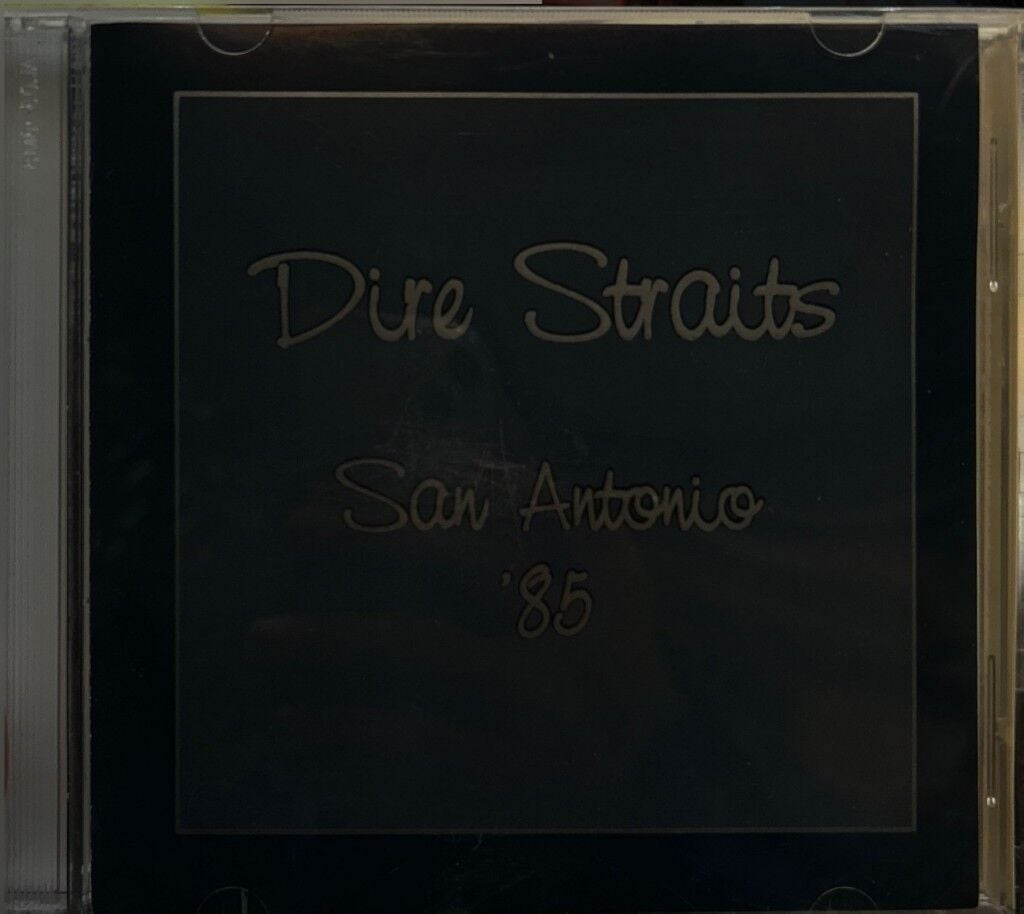 Dire Straits
San Antonio
'85